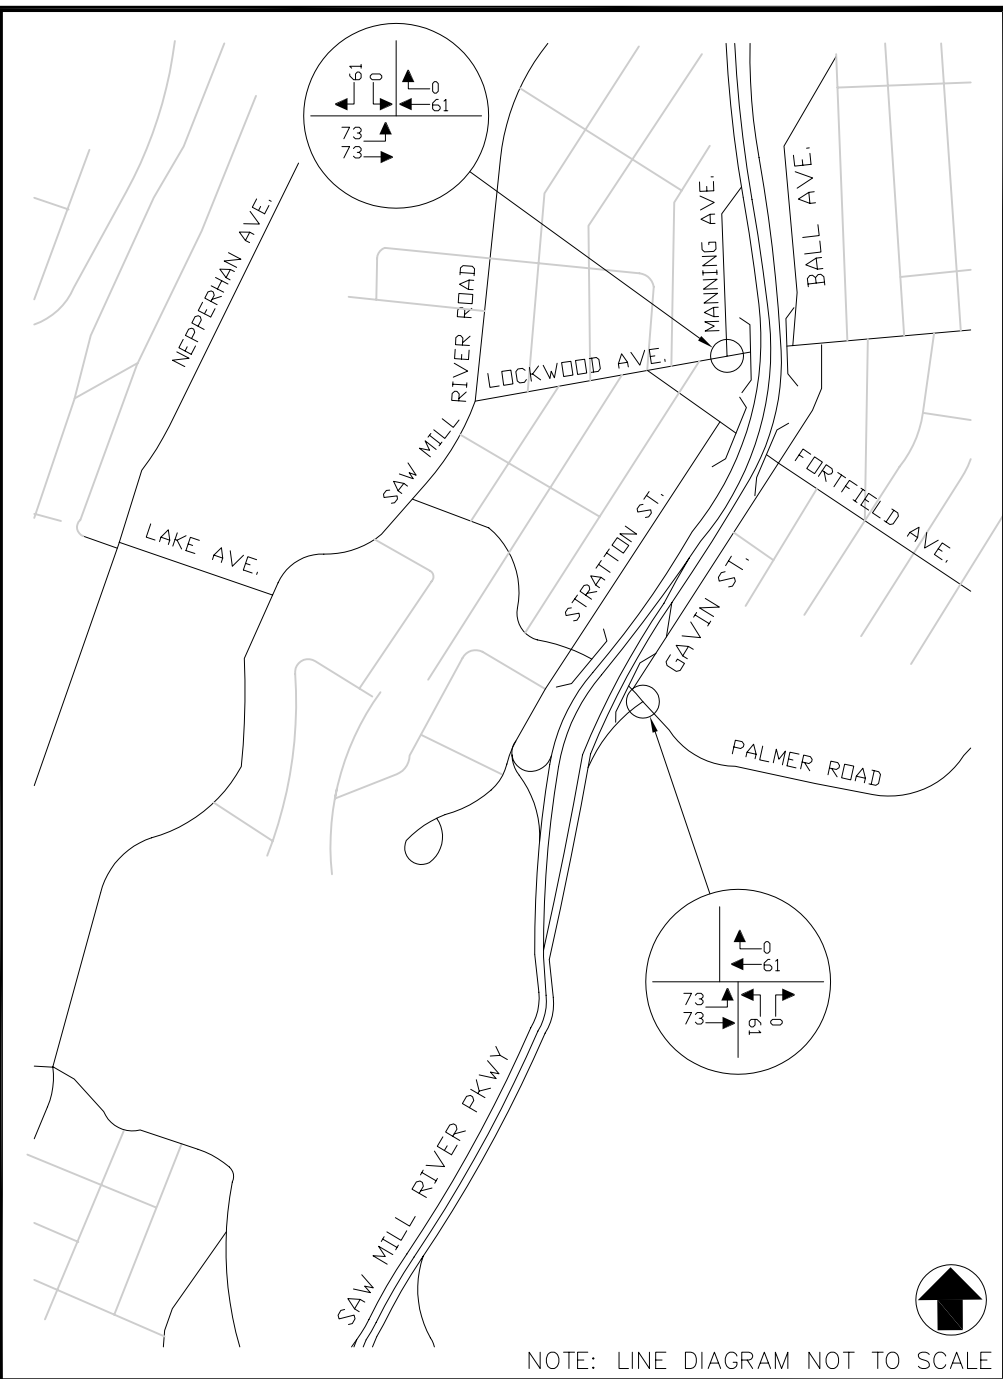 61
0
0
61
73
73
NEPPERHAN AVE.
SAW MILL RIVER ROAD
MANNING AVE.
BALL AVE.
LOCKWOOD AVE.
FORTFIELD AVE.
LAKE AVE.
STRATTON ST.
GAVIN ST.
PALMER ROAD
0
61
73
73
61
0
SAW MILL RIVER PKWY
NOTE: LINE DIAGRAM NOT TO SCALE